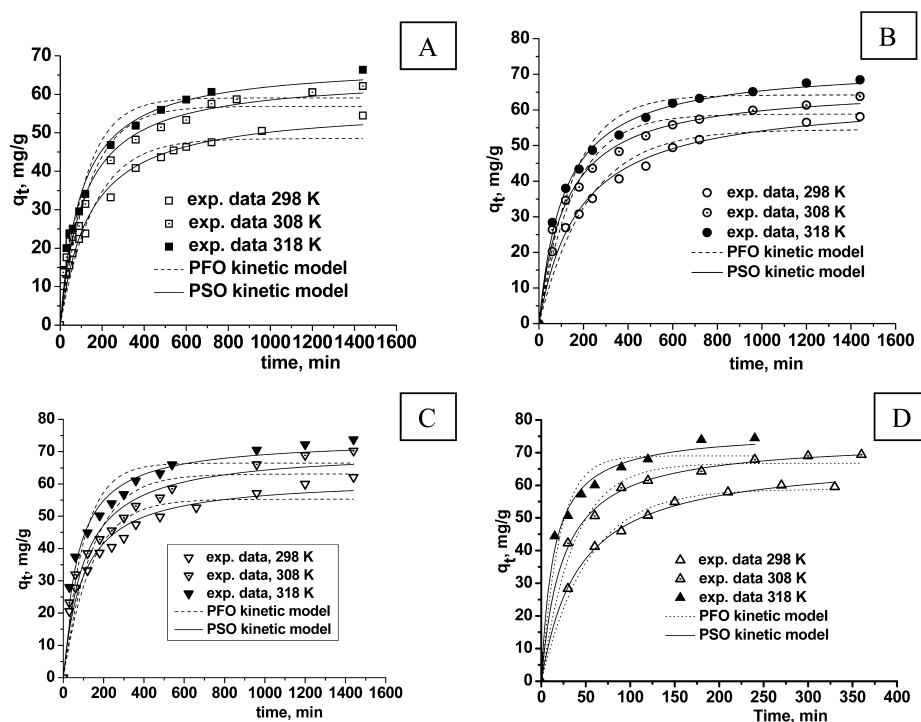 A
70
60
50
40
30
20
10
0
qt, mg/g
exp. data 298 K
exp. data 308 K
exp. data 318 K
PFO kinetic model
PSO kinetic model
0 200 400 600 800 1000 1200 1400 1600
time, min
B
80
70
60
50
40
30
20
10
0
qt, mg/g
exp. data, 298 K
exp. data, 308 K
exp. data, 318 K
PFO kinetic model
PSO kinetic model
0 200 400 600 800 1000 1200 1400 1600
time, min
C
80
70
60
50
40
30
20
10
0
qt, mg/g
exp. data, 298 K
exp. data, 308 K
exp. data, 318 K
PFO kinetic model
PSO kinetic model
0 200 400 600 800 1000 1200 1400 1600
time, min
D
80
70
60
50
40
30
20
10
0
qt, mg/g
exp. data 298 K
exp. data 308 K
exp. data 318 K
PFO kinetic model
PSO kinetic model
0 50 100 150 200 250 300 350 400
Time, min